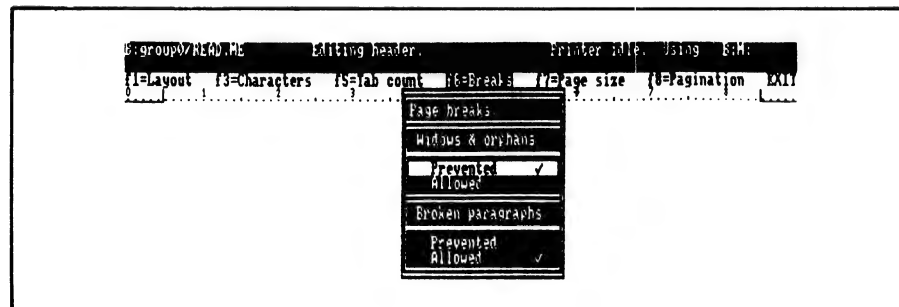 B:group0/READ.ME Editing header. Printer idle. Using B:M:
f1=Layout f3=Characters f5=Tab count f6=Breaks f7=Page size f8=Pagination EXIT
Page breaks
Widows & orphans
Prevented ✓
Allowed
Broken paragraphs
Prevented
Allowed ✓